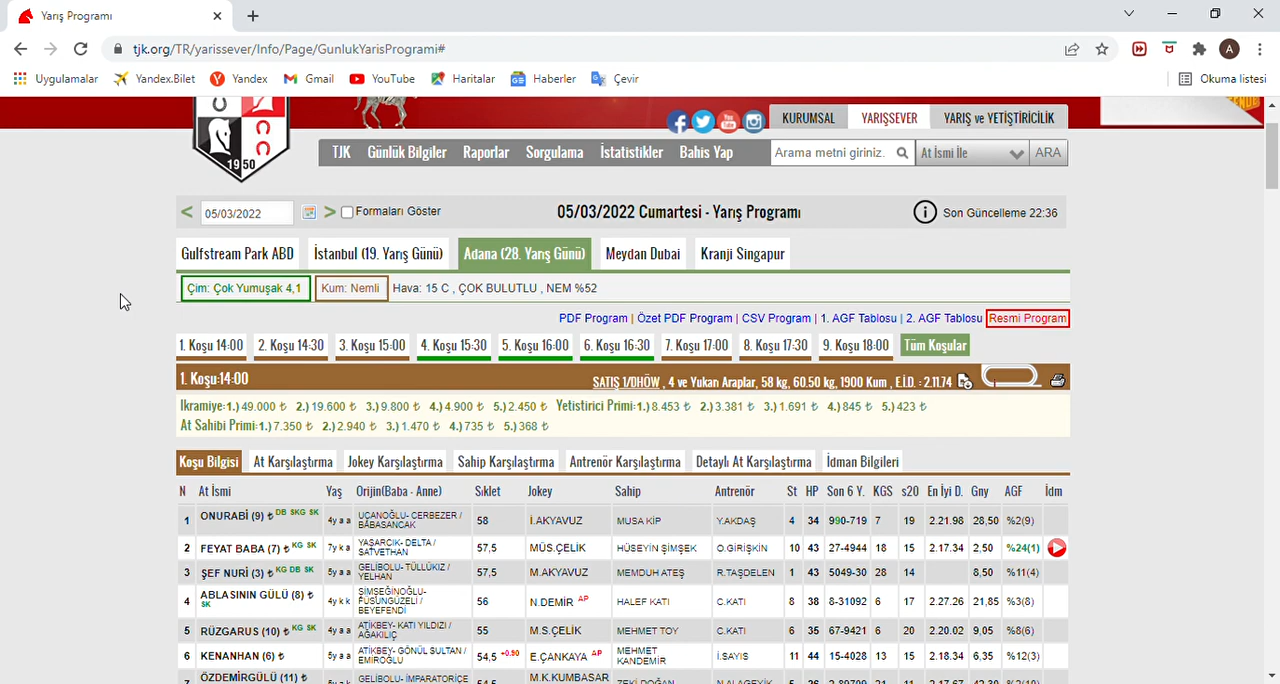 Yarış Programı
tjk.org/TR/yarissever/Info/Page/GunlukYarisProgrami#
A
Uygulamalar Yandex.Bilet Yandex Gmail YouTube Haritalar Haberler Çevir Okuma listesi
C C C
1950
KURUMSAL YARIŞSEVER YARIŞ ve YETİŞTİRİCİLİK
TJK Günlük Bilgiler Raporlar Sorgulama İstatistikler Bahis Yap Arama metni giriniz. At İsmi İle ARA
< 05/03/2022 > Formaları Göster 05/03/2022 Cumartesi - Yarış Programı Son Güncelleme 22:36
Gulfstream Park ABD İstanbul (19. Yarış Günü) Adana (28. Yarış Günü) Meydan Dubai Kranji Singapur
Çim: Çok Yumuşak 4,1 Kum: Nemli Hava: 15 C , ÇOK BULUTLU , NEM %52
PDF Program | Özet PDF Program | CSV Program | 1. AGF Tablosu | 2. AGF Tablosu Resmi Program
1. Koşu 14:00 2. Koşu 14:30 3. Koşu 15:00 4. Koşu 15:30 5. Koşu 16:00 6. Koşu 16:30 7. Koşu 17:00 8. Koşu 17:30 9. Koşu 18:00 Tüm Koşular
1. Koşu:14:00 SATIŞ 1/DHÖW , 4 ve Yukarı Araplar, 58 kg, 60.50 kg, 1900 Kum , E.İ.D. : 2.11.74
Ikramiye:1.) 49.000 ₺ 2.) 19.600 ₺ 3.) 9.800 ₺ 4.) 4.900 ₺ 5.) 2.450 ₺ Yetistirici Primi:1.) 8.453 ₺ 2.) 3.381 ₺ 3.) 1.691 ₺ 4.) 845 ₺ 5.) 423 ₺
At Sahibi Primi:1.) 7.350 ₺ 2.) 2.940 ₺ 3.) 1.470 ₺ 4.) 735 ₺ 5.) 368 ₺
Koşu Bilgisi At Karşılaştırma Jokey Karşılaştırma Sahip Karşılaştırma Antrenör Karşılaştırma Detaylı At Karşılaştırma İdman Bilgileri
N At İsmi Yaş Orijin(Baba - Anne) Sıklet Jokey Sahip Antrenör St HP Son 6 Y. KGS s20 En İyi D. Gny AGF İdm
1 ONURABİ (9) ₺ DB SKG SK 4y a a UÇANOĞLU- CERBEZER / BABASANCAK 58 İ.AKYAVUZ MUSA KİP Y.AKDAŞ 4 34 990-719 7 19 2.21.98 28,50 %2(9)
2 FEYAT BABA (7) ₺ KG SK 7y k a YAŞARCIK- DELTA / SATVETHAN 57,5 MÜS.ÇELİK HÜSEYİN ŞİMŞEK O.GİRİŞKİN 10 43 27-4944 18 15 2.17.34 2,50 %24(1)
3 ŞEF NURİ (3) ₺ KG DB SK 5y a a GELİBOLU- TÜLLÜKIZ / YELHAN 57,5 M.AKYAVUZ MEMDUH ATEŞ R.TAŞDELEN 1 43 5049-30 28 14 8,50 %11(4)
4 ABLASININ GÜLÜ (8) ₺ SK 4y k k ŞİMŞEĞİNOĞLU- FÜSUNGÜZELİ / BEYEFENDİ 56 N.DEMİR AP HALEF KATI C.KATI 8 38 8-31092 6 17 2.27.26 21,85 %3(8)
5 RÜZGARUS (10) ₺ KG SK 4y a a ATİKBEY- KATI YILDIZI / AĞAKILIÇ 55 M.S.ÇELİK MEHMET TOY C.KATI 6 35 67-9421 6 20 2.20.02 9,05 %8(6)
6 KENANHAN (6) ₺ 5y a a ATİKBEY- GÖNÜL SULTAN / EMİROĞLU 54,5 +0.50 E.ÇANKAYA AP MEHMET KANDEMİR İ.SAYIS 11 44 15-4028 13 15 2.18.34 6,35 %12(3)
ÖZDEMİRGÜLÜ (11) ₺ GELİBOLU- İMPARATORİÇE M.K.KUMBASAR